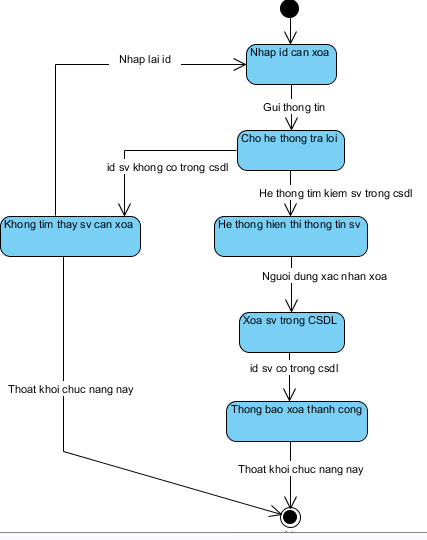 Nhap id can xoa
Nhap lai id
Gui thong tin
Cho he thong tra loi
id sv khong co trong csdl
He thong tim kiem sv trong csdl
Khong tim thay sv can xoa
He thong hien thi thong tin sv
Nguoi dung xac nhan xoa
Xoa sv trong CSDL
id sv co trong csdl
Thoat khoi chuc nang nay
Thong bao xoa thanh cong
Thoat khoi chuc nang nay